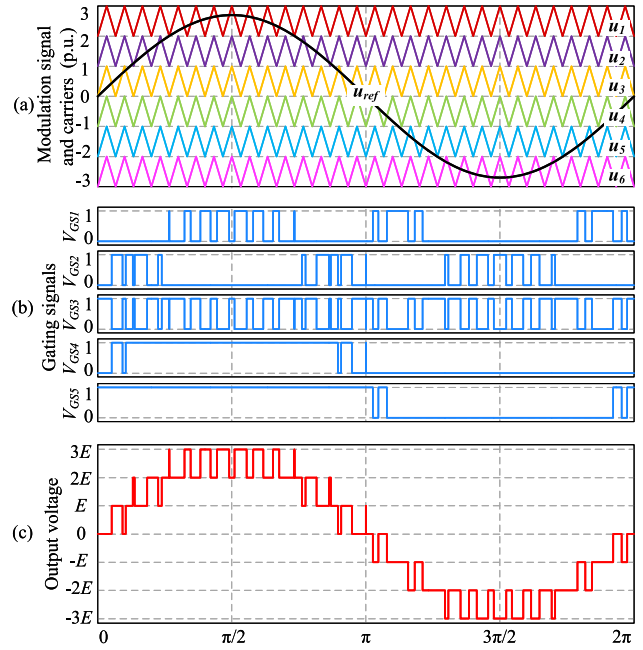 (a)
Modulation signal
and carriers (p.u.)
3
2
1
0
-1
-2
-3
u1
u2
u3
uref
u4
u5
u6
(b)
Gating signals
VGS1
1
0
VGS2
1
0
VGS3
1
0
VGS4
1
0
VGS5
1
0
(c)
Output voltage
3E
2E
E
0
-E
-2E
-3E
0
π/2
π
3π/2
2π